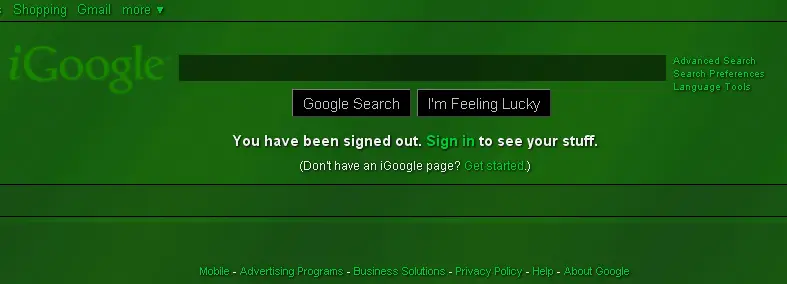 Shopping Gmail more ▼
iGoogle
Advanced Search
Search Preferences
Language Tools
Google Search I'm Feeling Lucky
You have been signed out. Sign in to see your stuff.
(Don't have an iGoogle page? Get started.)
Mobile - Advertising Programs - Business Solutions - Privacy Policy - Help - About Google